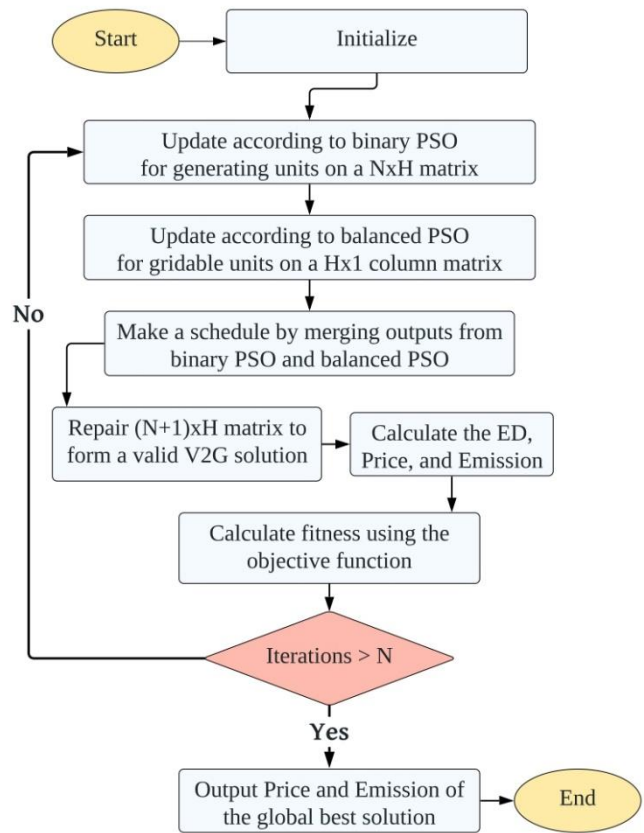 Start
Initialize
Update according to binary PSO
for generating units on a NxH matrix
Update according to balanced PSO
for gridable units on a Hx1 column matrix
No
Make a schedule by merging outputs from
binary PSO and balanced PSO
Repair (N+1)xH matrix to
form a valid V2G solution
Calculate the ED,
Price, and Emission
Calculate fitness using the
objective function
Iterations > N
Yes
Output Price and Emission of
the global best solution
End